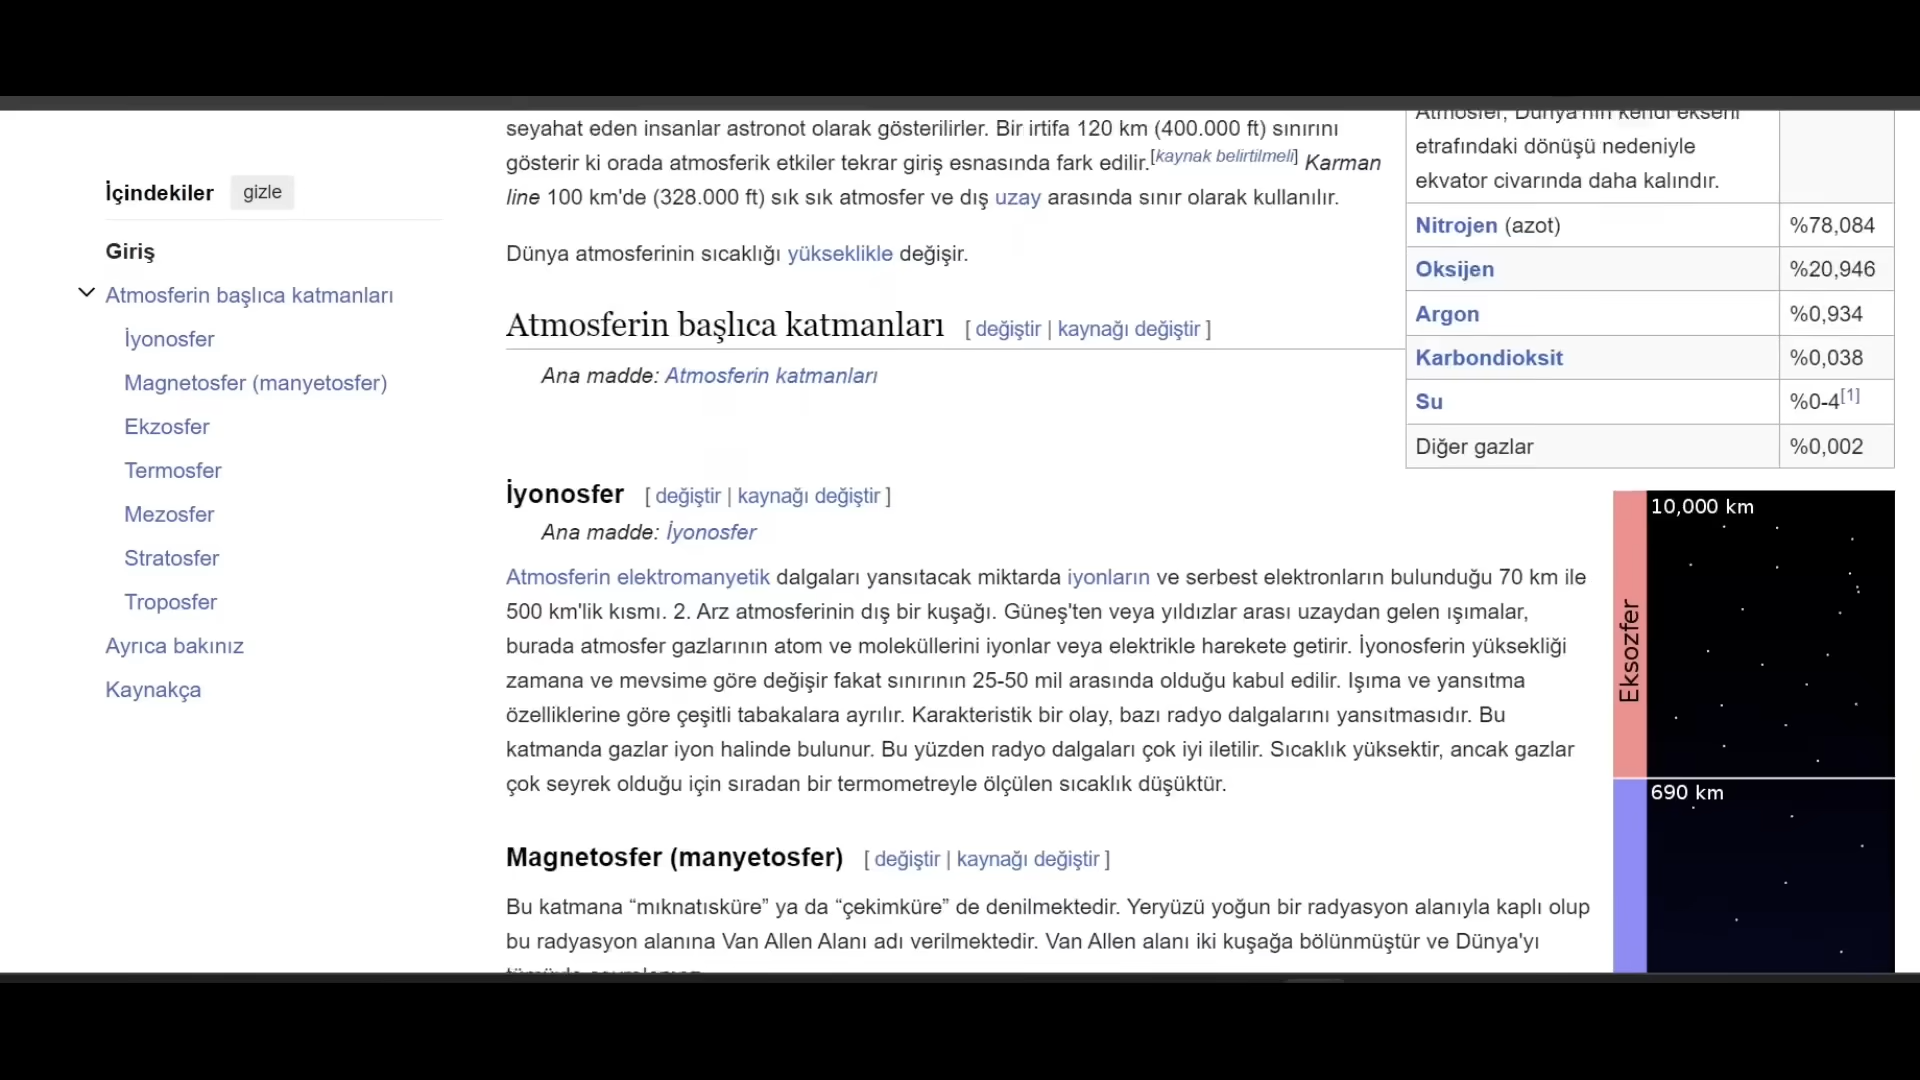 İçindekiler gizle
Giriş
Atmosferin başlıca katmanları
İyonosfer
Magnetosfer (manyetosfer)
Ekzosfer
Termosfer
Mezosfer
Stratosfer
Troposfer
Ayrıca bakınız
Kaynakça
seyahat eden insanlar astronot olarak gösterilirler. Bir irtifa 120 km (400.000 ft) sınırını
gösterir ki orada atmosferik etkiler tekrar giriş esnasında fark edilir.[kaynak belirtilmeli] Karman
line 100 km'de (328.000 ft) sık sık atmosfer ve dış uzay arasında sınır olarak kullanılır.
Dünya atmosferinin sıcaklığı yükseklikle değişir.
Atmosferin başlıca katmanları [ değiştir | kaynağı değiştir ]
Ana madde: Atmosferin katmanları
İyonosfer [ değiştir | kaynağı değiştir ]
Ana madde: İyonosfer
Atmosferin elektromanyetik dalgaları yansıtacak miktarda iyonların ve serbest elektronların bulunduğu 70 km ile
500 km'lik kısmı. 2. Arz atmosferinin dış bir kuşağı. Güneş'ten veya yıldızlar arası uzaydan gelen ışımalar,
burada atmosfer gazlarının atom ve moleküllerini iyonlar veya elektrikle harekete getirir. İyonosferin yüksekliği
zamana ve mevsime göre değişir fakat sınırının 25-50 mil arasında olduğu kabul edilir. Işıma ve yansıtma
özelliklerine göre çeşitli tabakalara ayrılır. Karakteristik bir olay, bazı radyo dalgalarını yansıtmasıdır. Bu
katmanda gazlar iyon halinde bulunur. Bu yüzden radyo dalgaları çok iyi iletilir. Sıcaklık yüksektir, ancak gazlar
çok seyrek olduğu için sıradan bir termometreyle ölçülen sıcaklık düşüktür.
Magnetosfer (manyetosfer) [ değiştir | kaynağı değiştir ]
Bu katmana “mıknatısküre” ya da “çekimküre” de denilmektedir. Yeryüzü yoğun bir radyasyon alanıyla kaplı olup
bu radyasyon alanına Van Allen Alanı adı verilmektedir. Van Allen alanı iki kuşağa bölünmüştür ve Dünya'yı
Atmosfer, Dünya'nın kendi ekseni
etrafındaki dönüşü nedeniyle
ekvator civarında daha kalındır.
Nitrojen (azot) %78,084
Oksijen %20,946
Argon %0,934
Karbondioksit %0,038
Su %0-4[1]
Diğer gazlar %0,002
10,000 km
Eksozfer
690 km